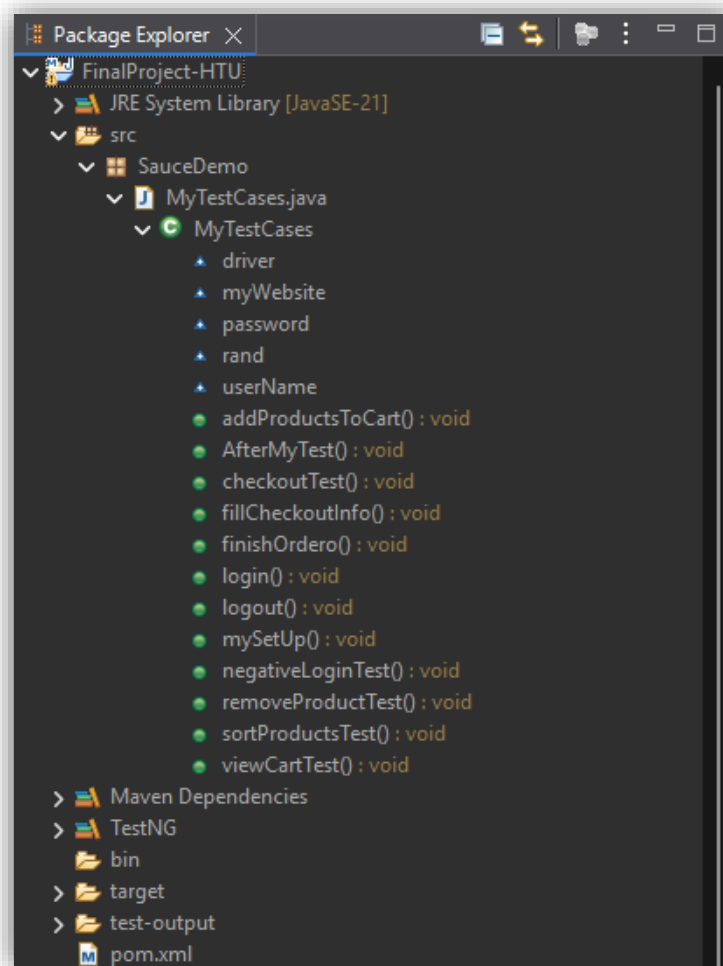 Package Explorer
FinalProject-HTU
JRE System Library [JavaSE-21]
src
SauceDemo
MyTestCases.java
MyTestCases
driver
myWebsite
password
rand
userName
addProductsToCart() : void
AfterMyTest() : void
checkoutTest() : void
fillCheckoutInfo() : void
finishOrdero() : void
login() : void
logout() : void
mySetUp() : void
negativeLoginTest() : void
removeProductTest() : void
sortProductsTest() : void
viewCartTest() : void
Maven Dependencies
TestNG
bin
target
test-output
pom.xml